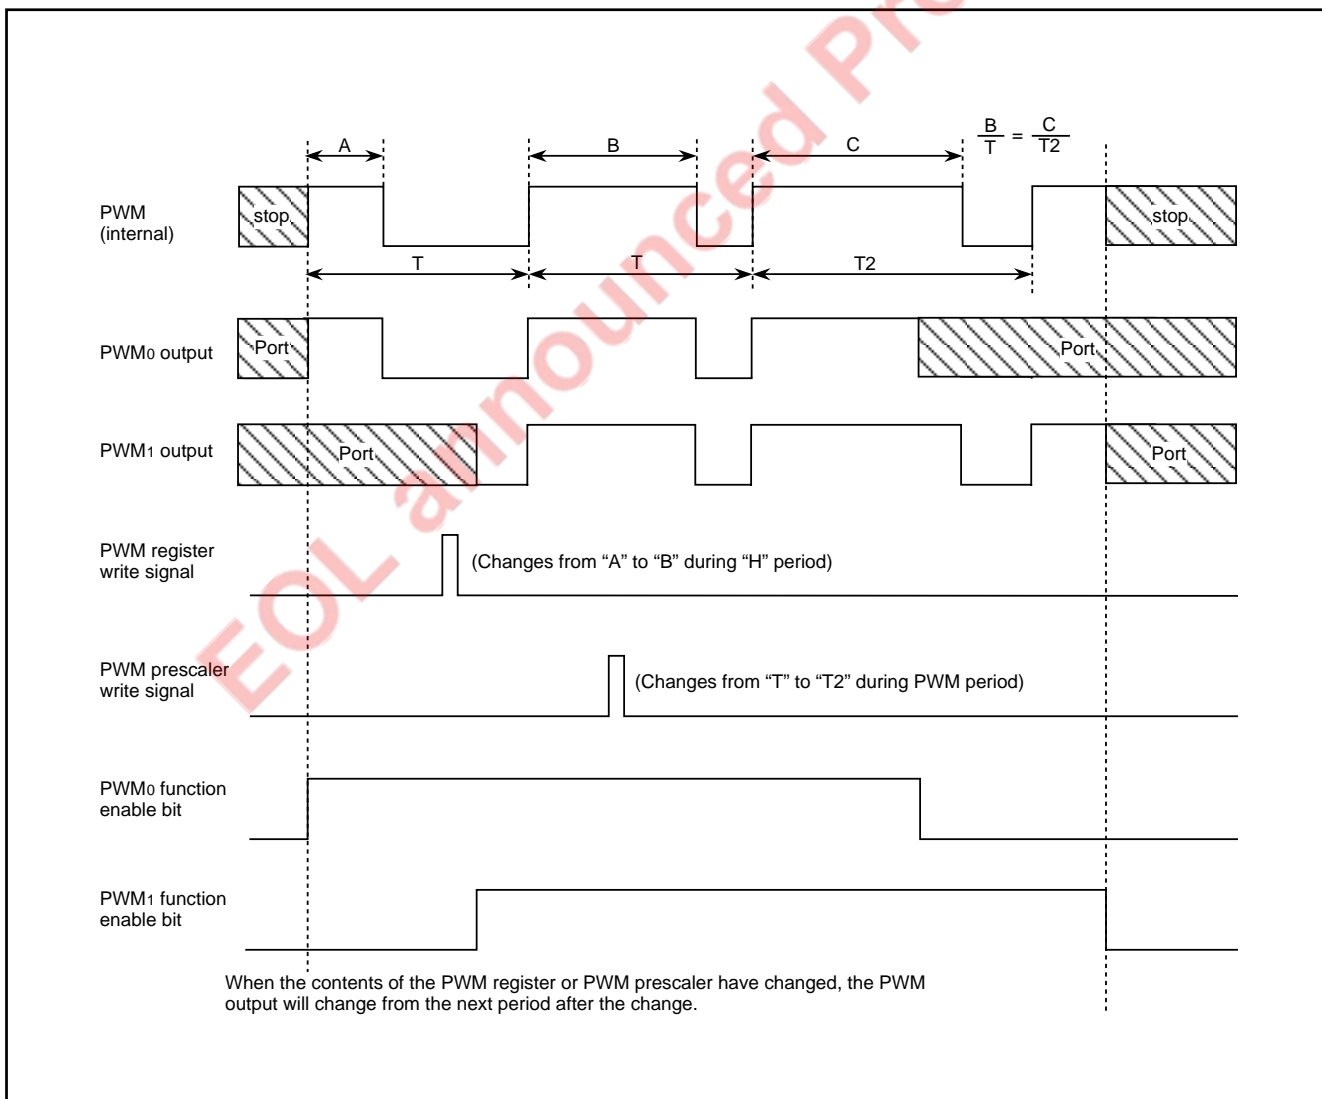 EOL announced Pro
A
B
C
B
T
=
C
T2
PWM
(internal)
stop
stop
T
T
T2
PWM0 output
Port
Port
PWM1 output
Port
Port
PWM register
write signal
(Changes from “A” to “B” during “H” period)
PWM prescaler
write signal
(Changes from “T” to “T2” during PWM period)
PWM0 function
enable bit
PWM1 function
enable bit
When the contents of the PWM register or PWM prescaler have changed, the PWM
output will change from the next period after the change.